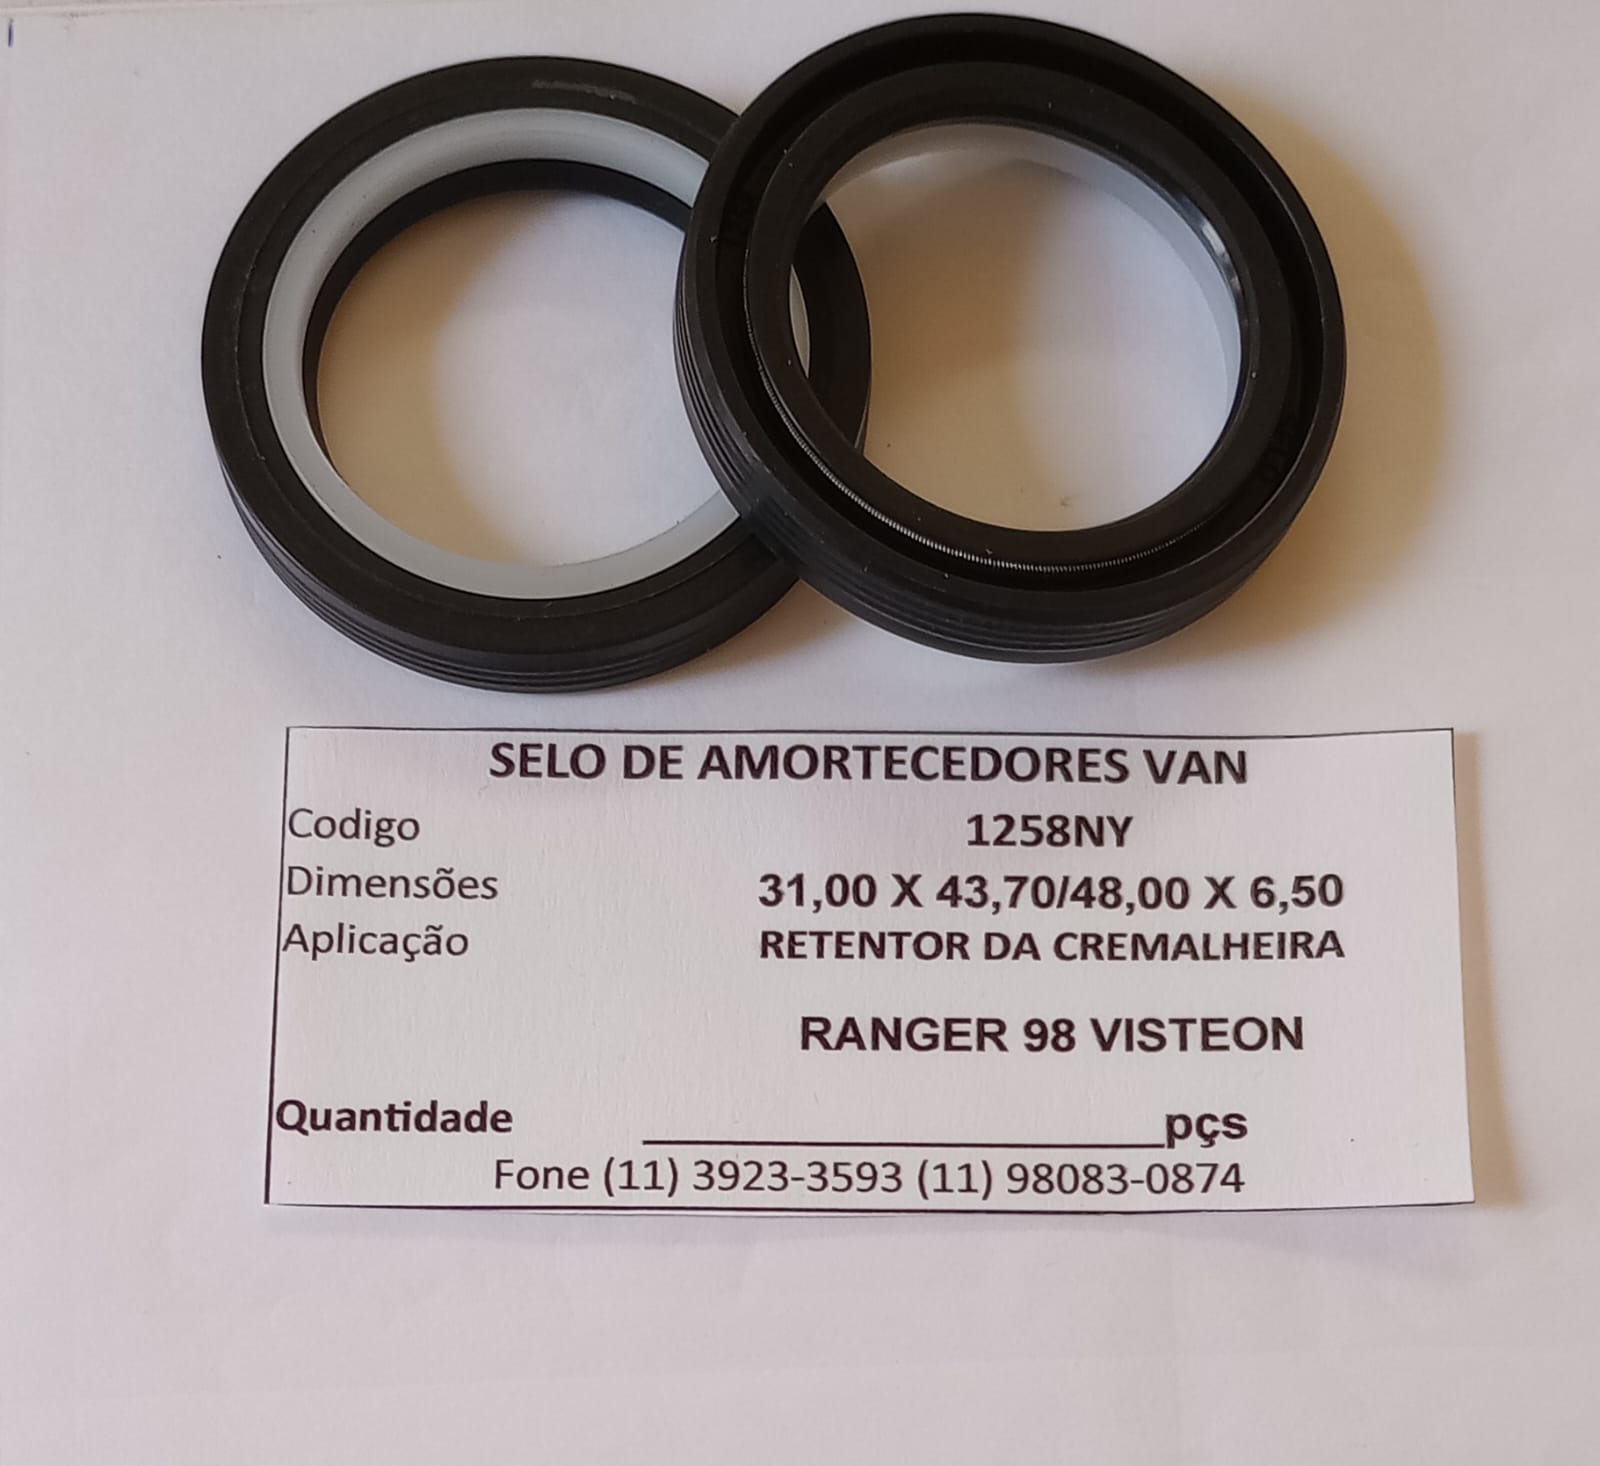 SELO DE AMORTECEDORES VAN
Codigo 1258NY
Dimensões 31,00 X 43,70/48,00 X 6,50
Aplicação RETENTOR DA CREMALHEIRA
RANGER 98 VISTEON
Quantidade ____________________pçs
Fone (11) 3923-3593 (11) 98083-0874